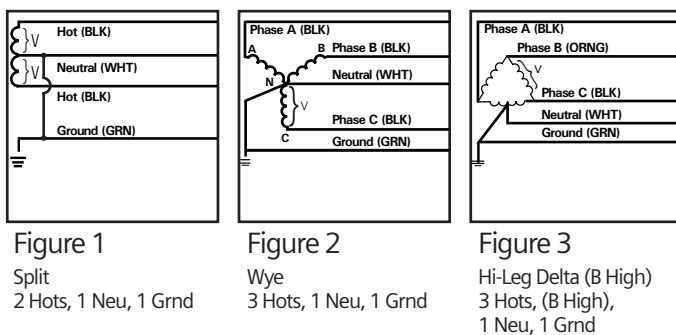 Hot (BLK)
V
Neutral (WHT)
V
Hot (BLK)
Ground (GRN)
Figure 1
Split
2 Hots, 1 Neu, 1 Grnd
Phase A (BLK)
A
B Phase B (BLK)
N
Neutral (WHT)
V
Phase C (BLK)
C
Ground (GRN)
Figure 2
Wye
3 Hots, 1 Neu, 1 Grnd
Phase A (BLK)
Phase B (ORNG)
V
Phase C (BLK)
Neutral (WHT)
Ground (GRN)
Figure 3
Hi-Leg Delta (B High)
3 Hots, (B High),
1 Neu, 1 Grnd